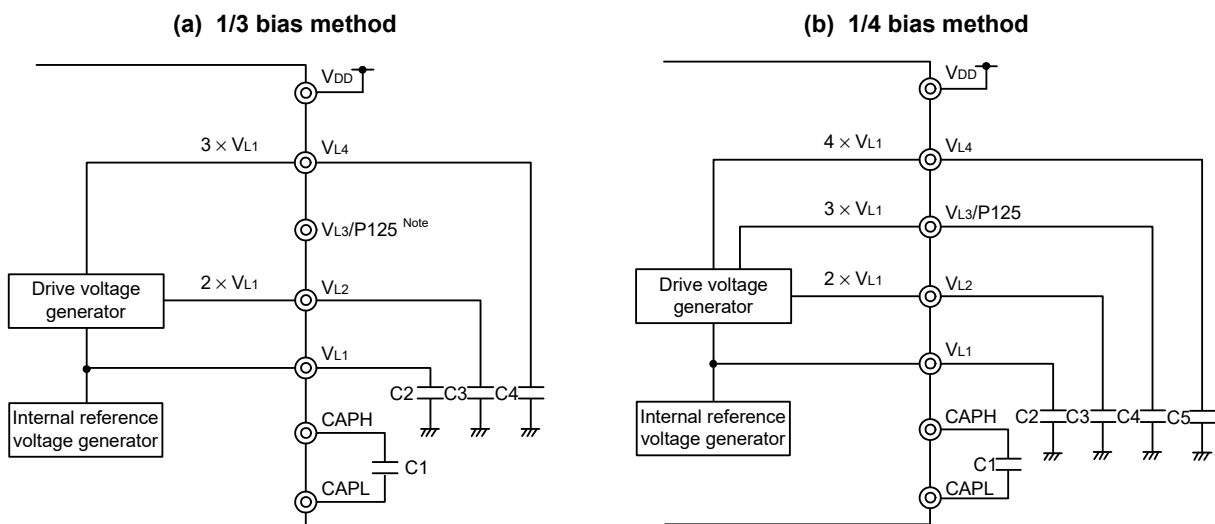 (a) 1/3 bias method
VDD
3 × VL1
VL4
VL3/P125 Note
Drive voltage
generator
2 × VL1
VL2
VL1
C2
C3
C4
Internal reference
voltage generator
CAPH
C1
CAPL
(b) 1/4 bias method
VDD
4 × VL1
VL4
3 × VL1
VL3/P125
Drive voltage
generator
2 × VL1
VL2
VL1
C2
C3
C4
C5
Internal reference
voltage generator
CAPH
C1
CAPL